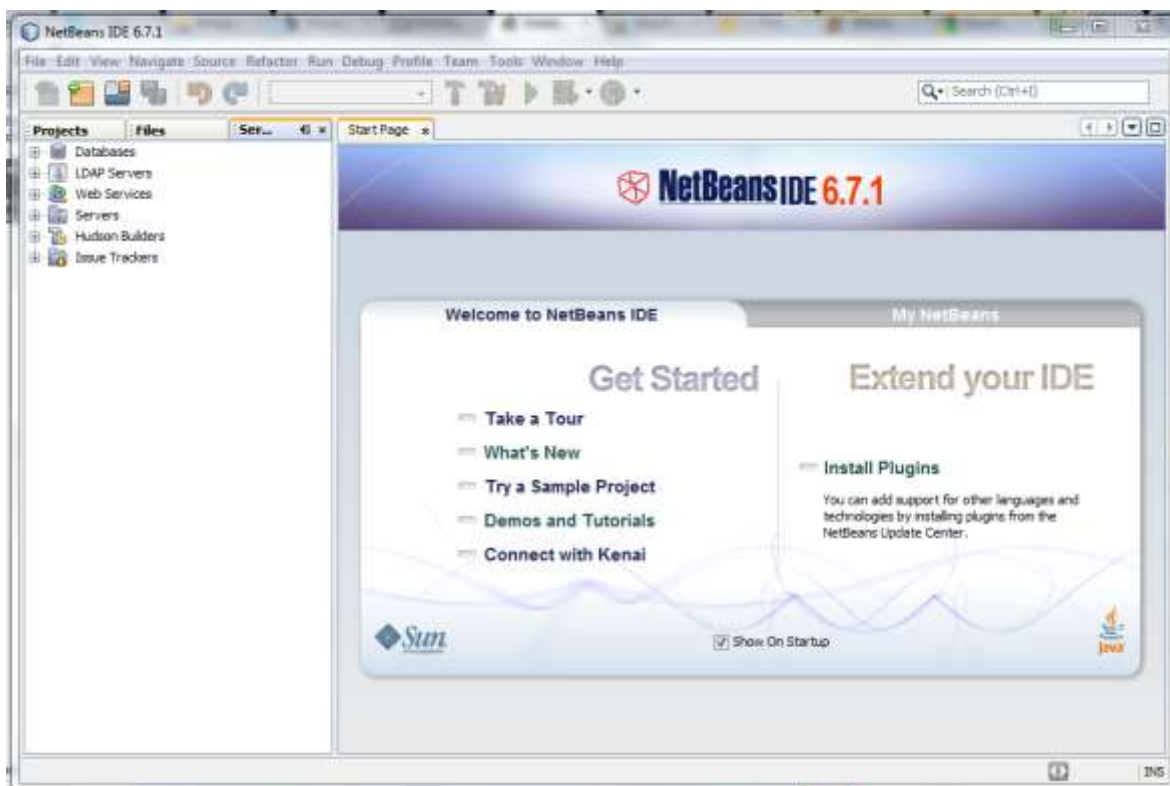 NetBeans IDE 6.7.1
File Edit View Navigate Source Refactor Run Debug Profile Team Tools Window Help
Search (Ctrl+I)
Projects Files Ser...
Start Page
Databases
LDAP Servers
Web Services
Servers
Hudson Builders
Issue Trackers
NetBeans IDE 6.7.1
Welcome to NetBeans IDE
My NetBeans
Get Started
Take a Tour
What's New
Try a Sample Project
Demos and Tutorials
Connect with Kenai
Extend your IDE
Install Plugins
You can add support for other languages and
technologies by installing plugins from the
NetBeans Update Center.
Sun
Show On Startup
Java
INS